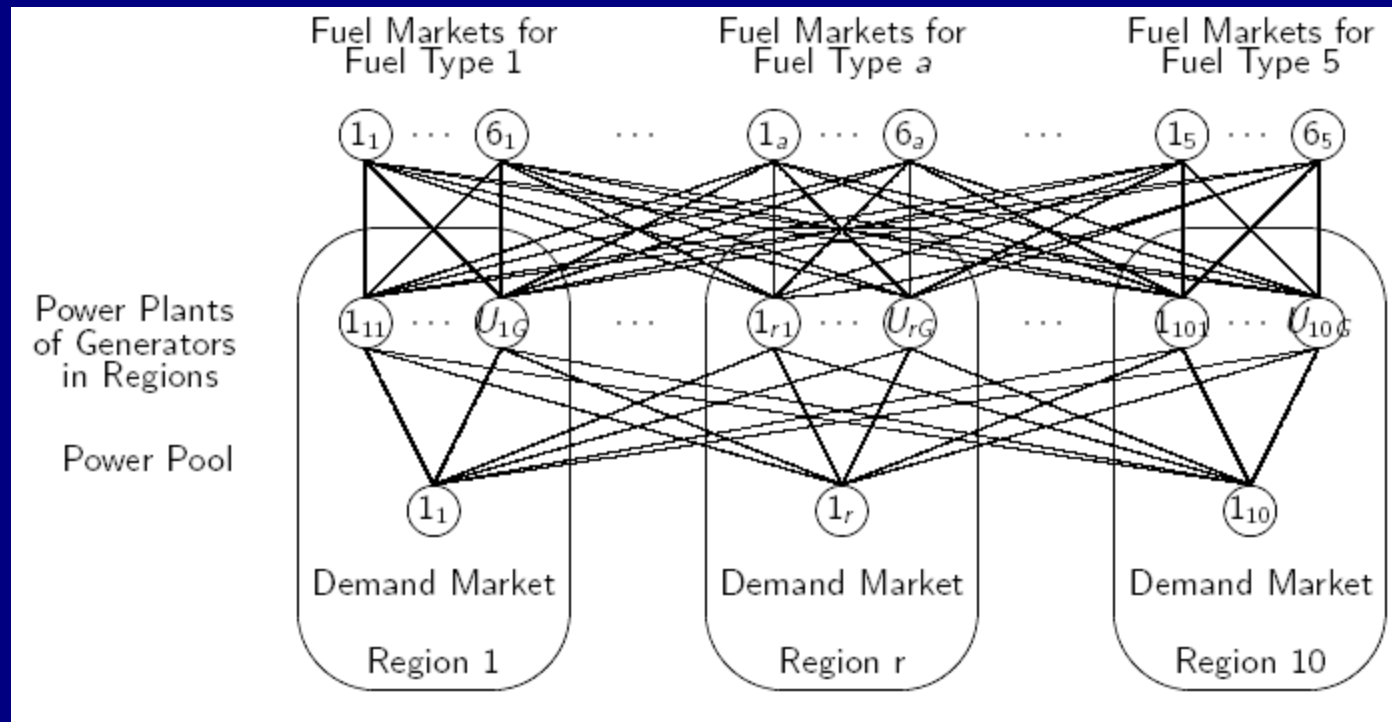 Fuel Markets for Fuel Markets for Fuel Markets for
Fuel Type 1 Fuel Type a Fuel Type 5
1₁ ··· 6₁ ··· 1ₐ ··· 6ₐ ··· 1₅ ··· 6₅
Power Plants
of Generators
in Regions
1₁₁ ··· U₁G ··· 1r1 ··· UrG ··· 1₁₀₁ ··· U₁₀G
Power Pool
1₁ 1r 1₁₀
Demand Market Demand Market Demand Market
Region 1 Region r Region 10